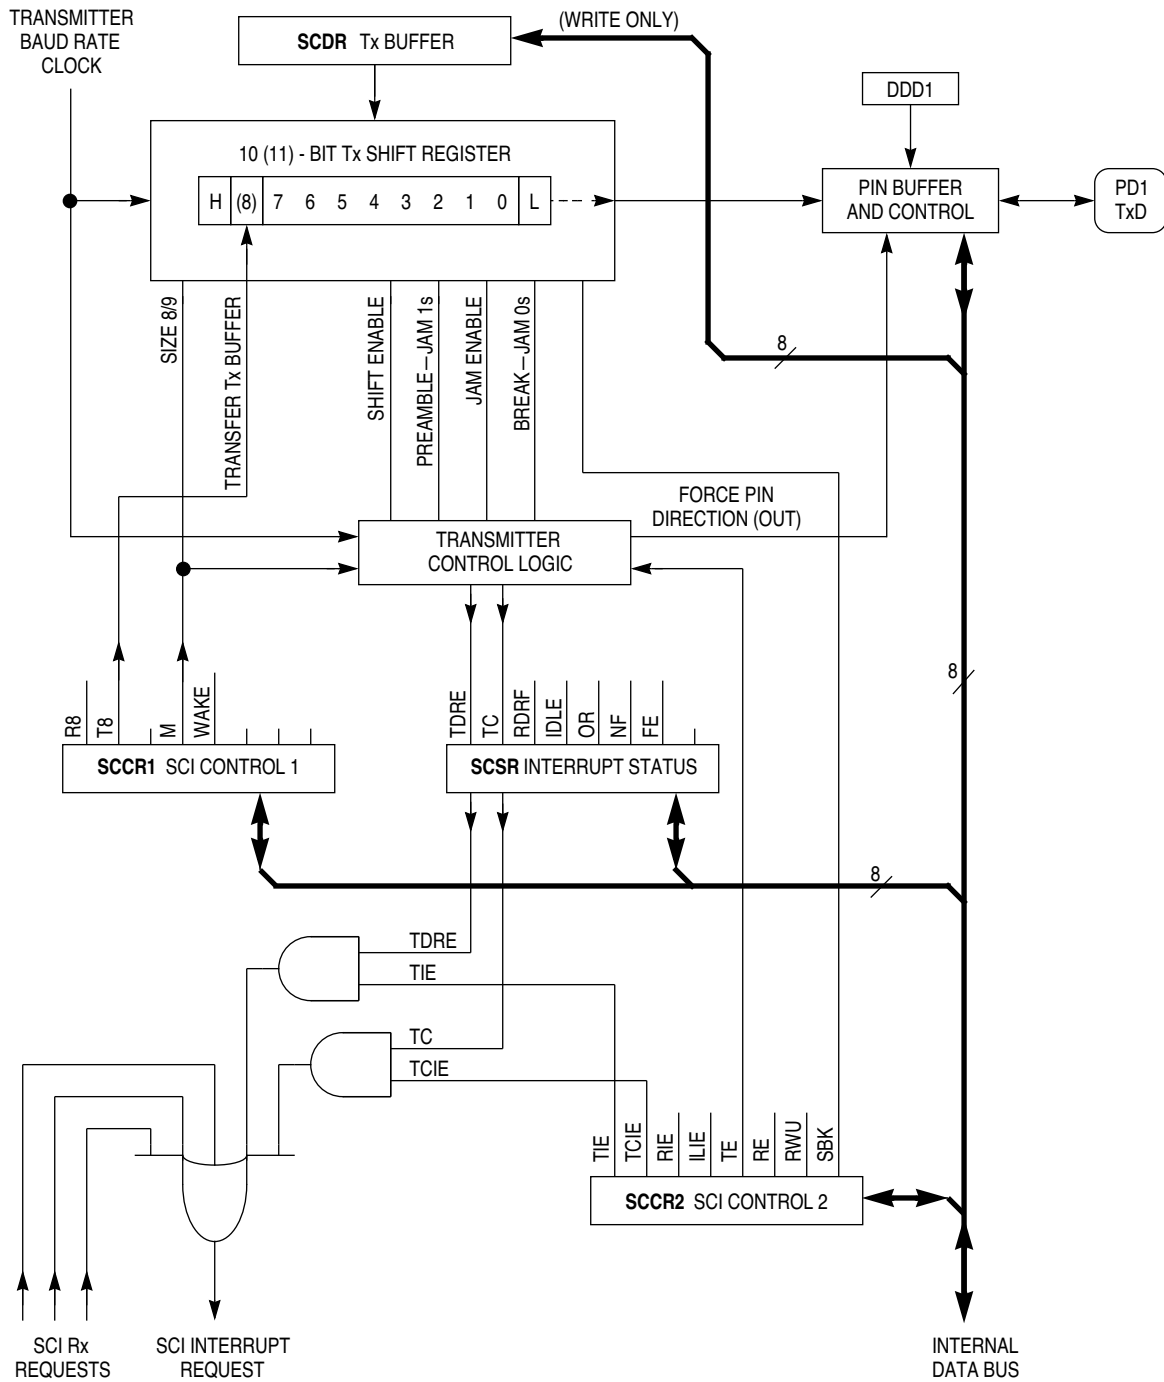 TRANSMITTER
BAUD RATE
CLOCK
SCDR Tx BUFFER
(WRITE ONLY)
DDD1
10 (11) - BIT Tx SHIFT REGISTER
H (8) 7 6 5 4 3 2 1 0 L
PIN BUFFER
AND CONTROL
PD1
TxD
SIZE 8/9
TRANSFER Tx BUFFER
SHIFT ENABLE
PREAMBLE—JAM 1s
JAM ENABLE
BREAK—JAM 0s
8
FORCE PIN
DIRECTION (OUT)
TRANSMITTER
CONTROL LOGIC
8
R8
T8
M
WAKE
TDRE
TC
RDRF
IDLE
OR
NF
FE
SCCR1 SCI CONTROL 1
SCSR INTERRUPT STATUS
8
TDRE
TIE
TC
TCIE
TIE
TCIE
RIE
ILIE
TE
RE
RWU
SBK
SCCR2 SCI CONTROL 2
SCI Rx
REQUESTS
SCI INTERRUPT
REQUEST
INTERNAL
DATA BUS